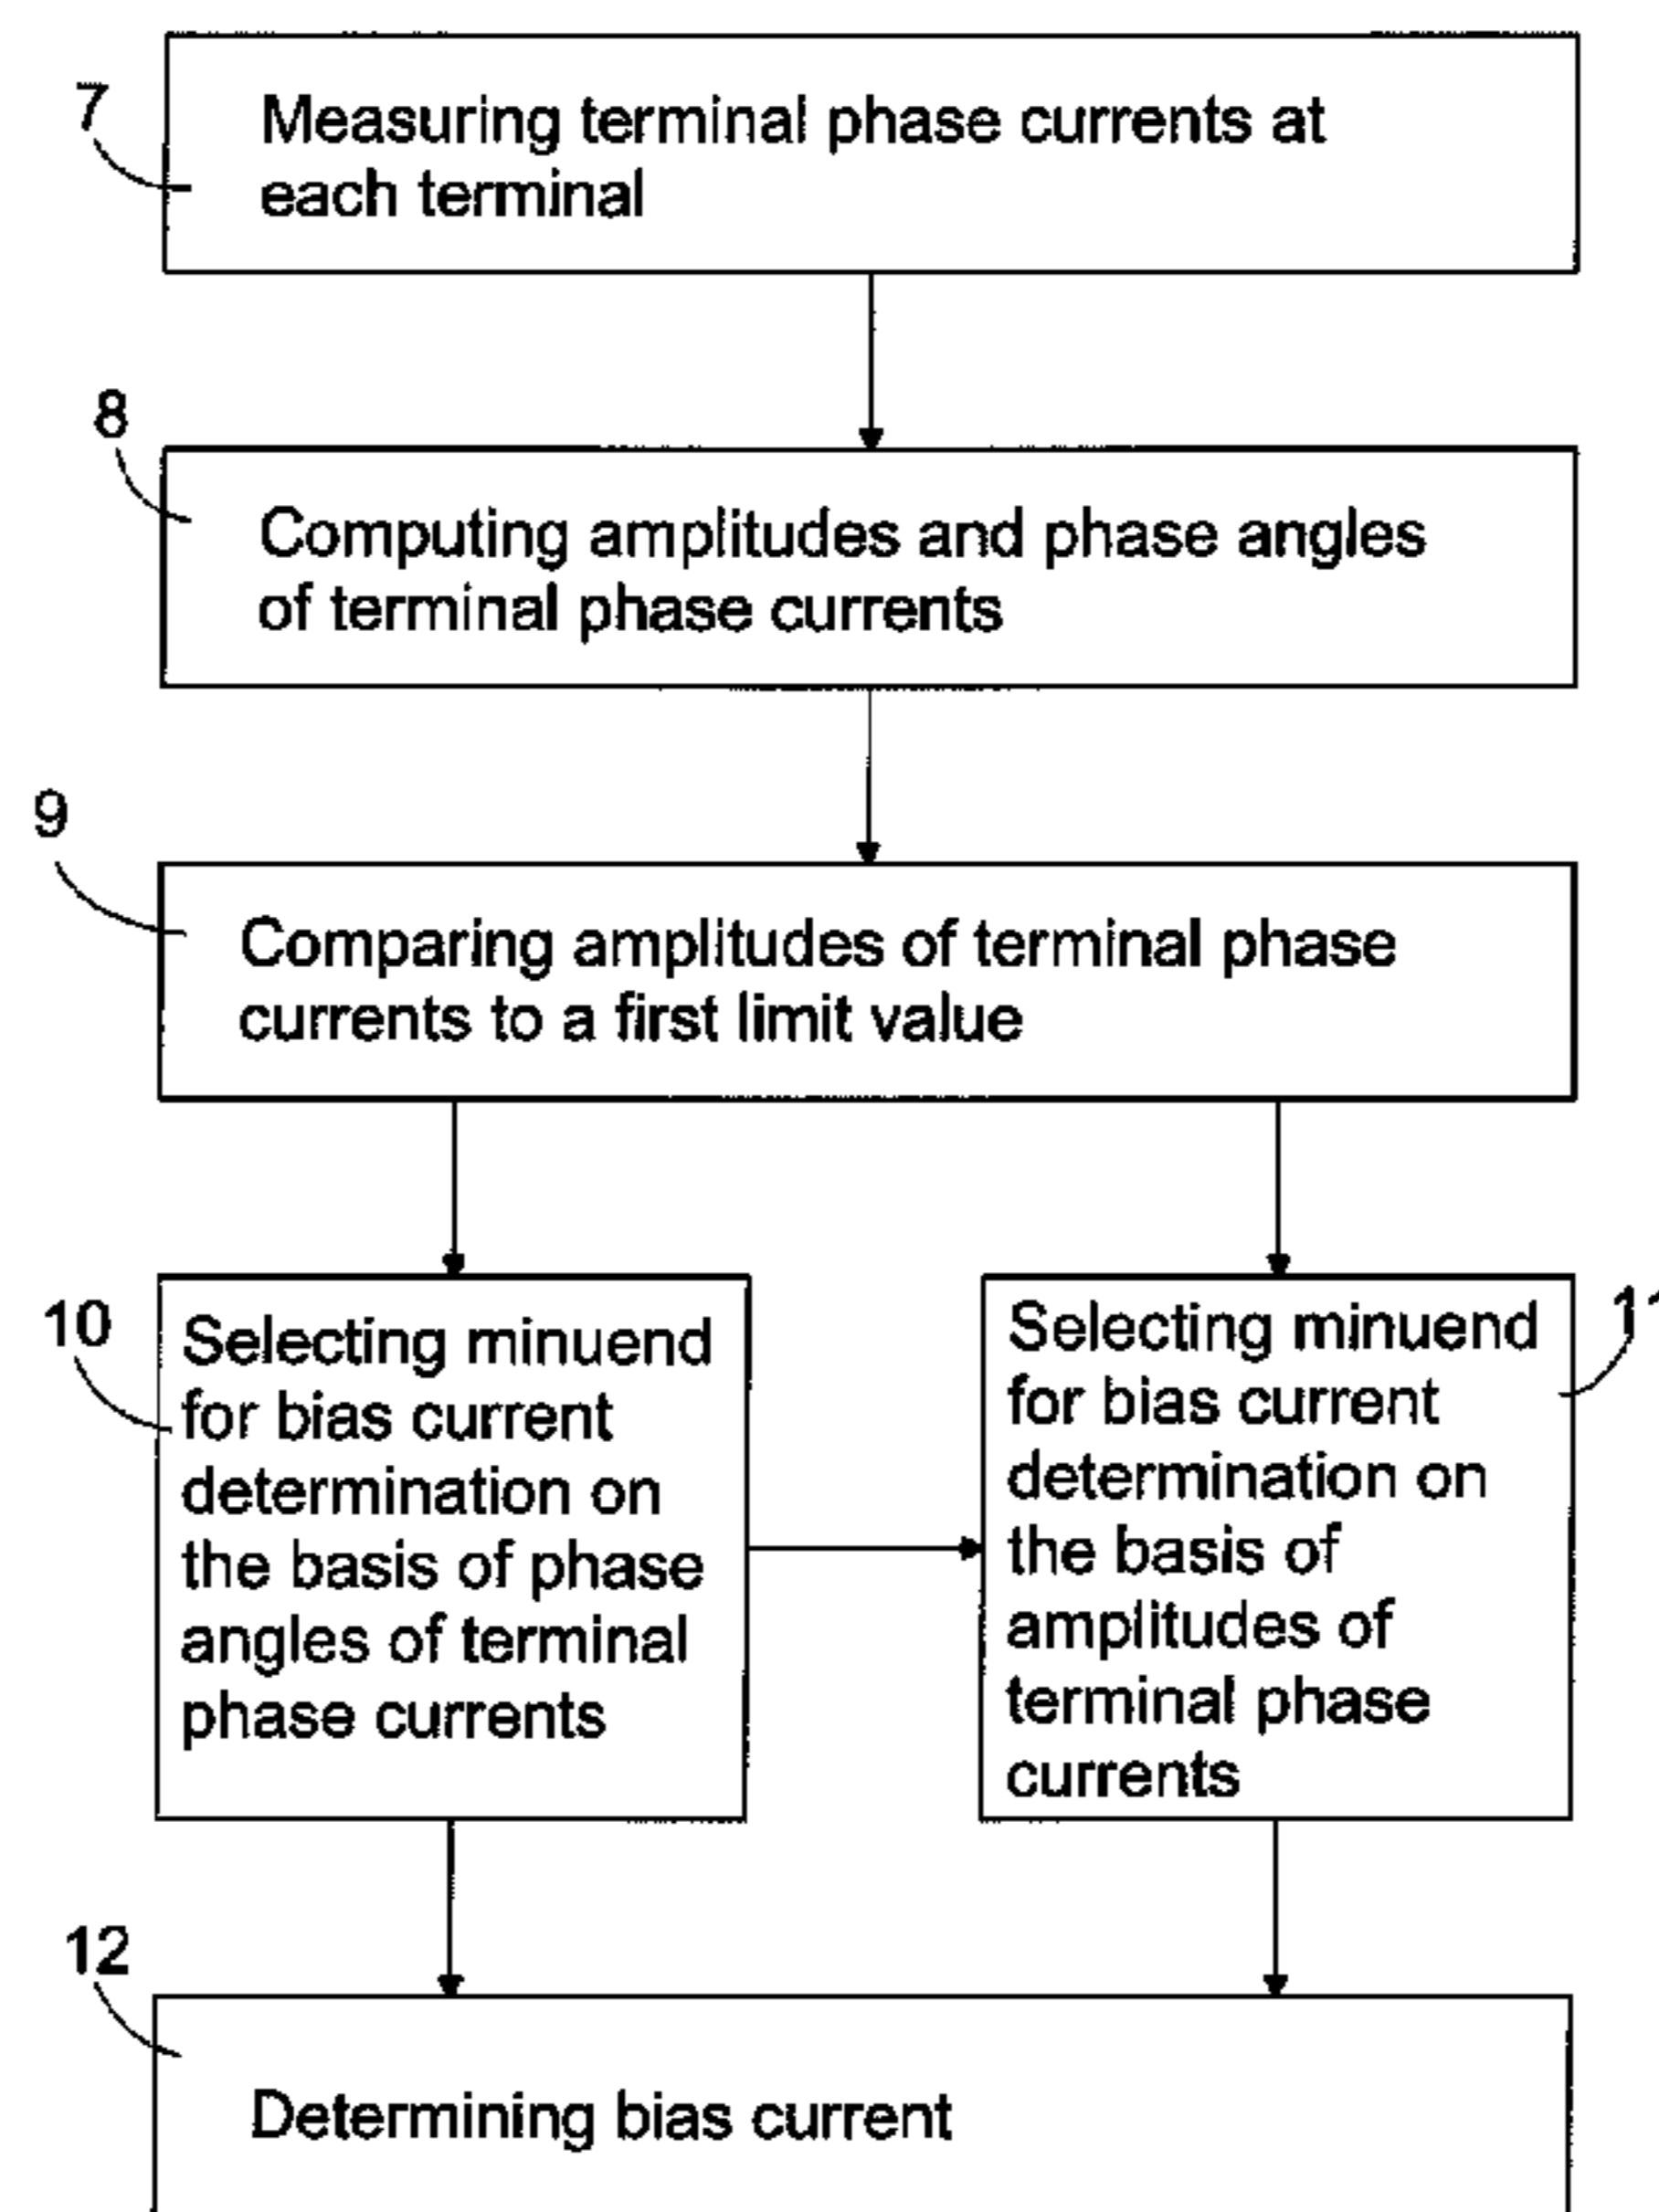 7
Measuring terminal phase currents at
each terminal
8
Computing amplitudes and phase angles
of terminal phase currents
9
Comparing amplitudes of terminal phase
currents to a first limit value
10
Selecting minuend
for bias current
determination on
the basis of phase
angles of terminal
phase currents
11
Selecting minuend
for bias current
determination on
the basis of
amplitudes of
terminal phase
currents
12
Determining bias current